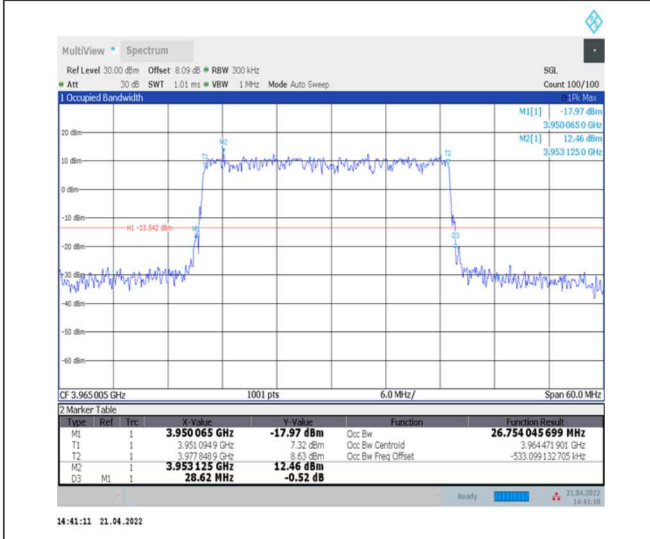 MultiView Spectrum
Ref Level 30.00 dBm Offset 8.09 dB RBW 300 kHz SGL
Att 30 dB SWT 1.01 ms VBW 1 MHz Mode Auto Sweep Count 100/100
1 Occupied Bandwidth 1Pk Max
M1[1] -17.97 dBm
3.950 065 0 GHz
M2[1] 12.46 dBm
3.953 125 0 GHz
20 dBm
M2
T1 T2
10 dBm
0 dBm
-10 dBm
H1 -13.542 dBm M1
D3
-20 dBm
-30 dBm
-40 dBm
-50 dBm
-60 dBm
CF 3.965 005 GHz 1001 pts 6.0 MHz/ Span 60.0 MHz
2 Marker Table
Type Ref Trc X-Value Y-Value Function Function Result
M1 1 3.950 065 GHz -17.97 dBm Occ Bw 26.754 045 699 MHz
T1 1 3.951 094 9 GHz 7.32 dBm Occ Bw Centroid 3.964 471 901 GHz
T2 1 3.977 848 9 GHz 8.63 dBm Occ Bw Freq Offset -533.099 132 705 kHz
M2 1 3.953 125 GHz 12.46 dBm
D3 M1 1 28.62 MHz -0.52 dB
Ready 21.04.2022
14:41:10
14:41:11 21.04.2022